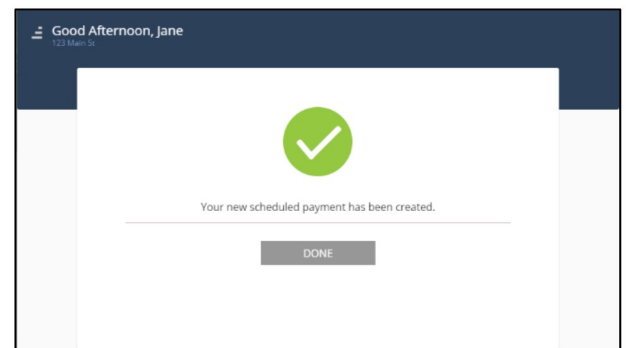 Good Afternoon, Jane
123 Main St
Your new scheduled payment has been created.
DONE